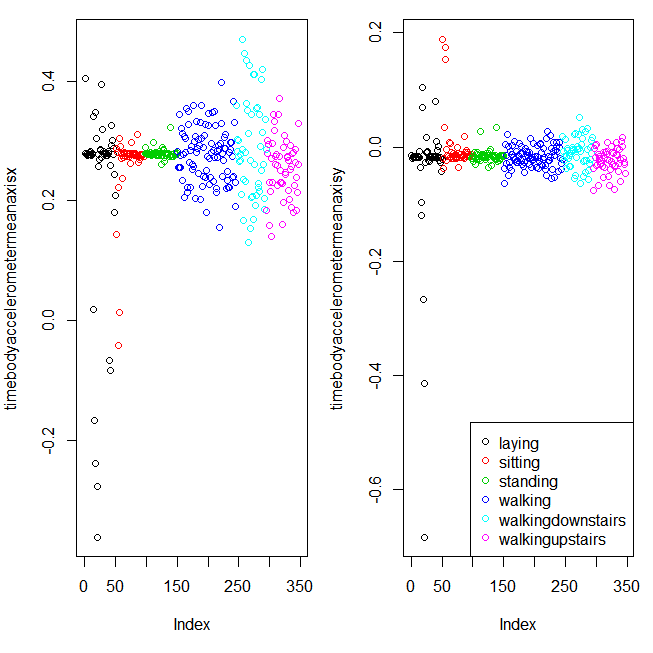 timebodyaccelerometermeanaxisx
0.4
0.2
0.0
-0.2
0
50
150
250
350
Index
timebodyaccelerometermeanaxisy
0.2
0.0
-0.2
-0.4
-0.6
0
50
150
250
350
Index
laying
sitting
standing
walking
walkingdownstairs
walkingupstairs